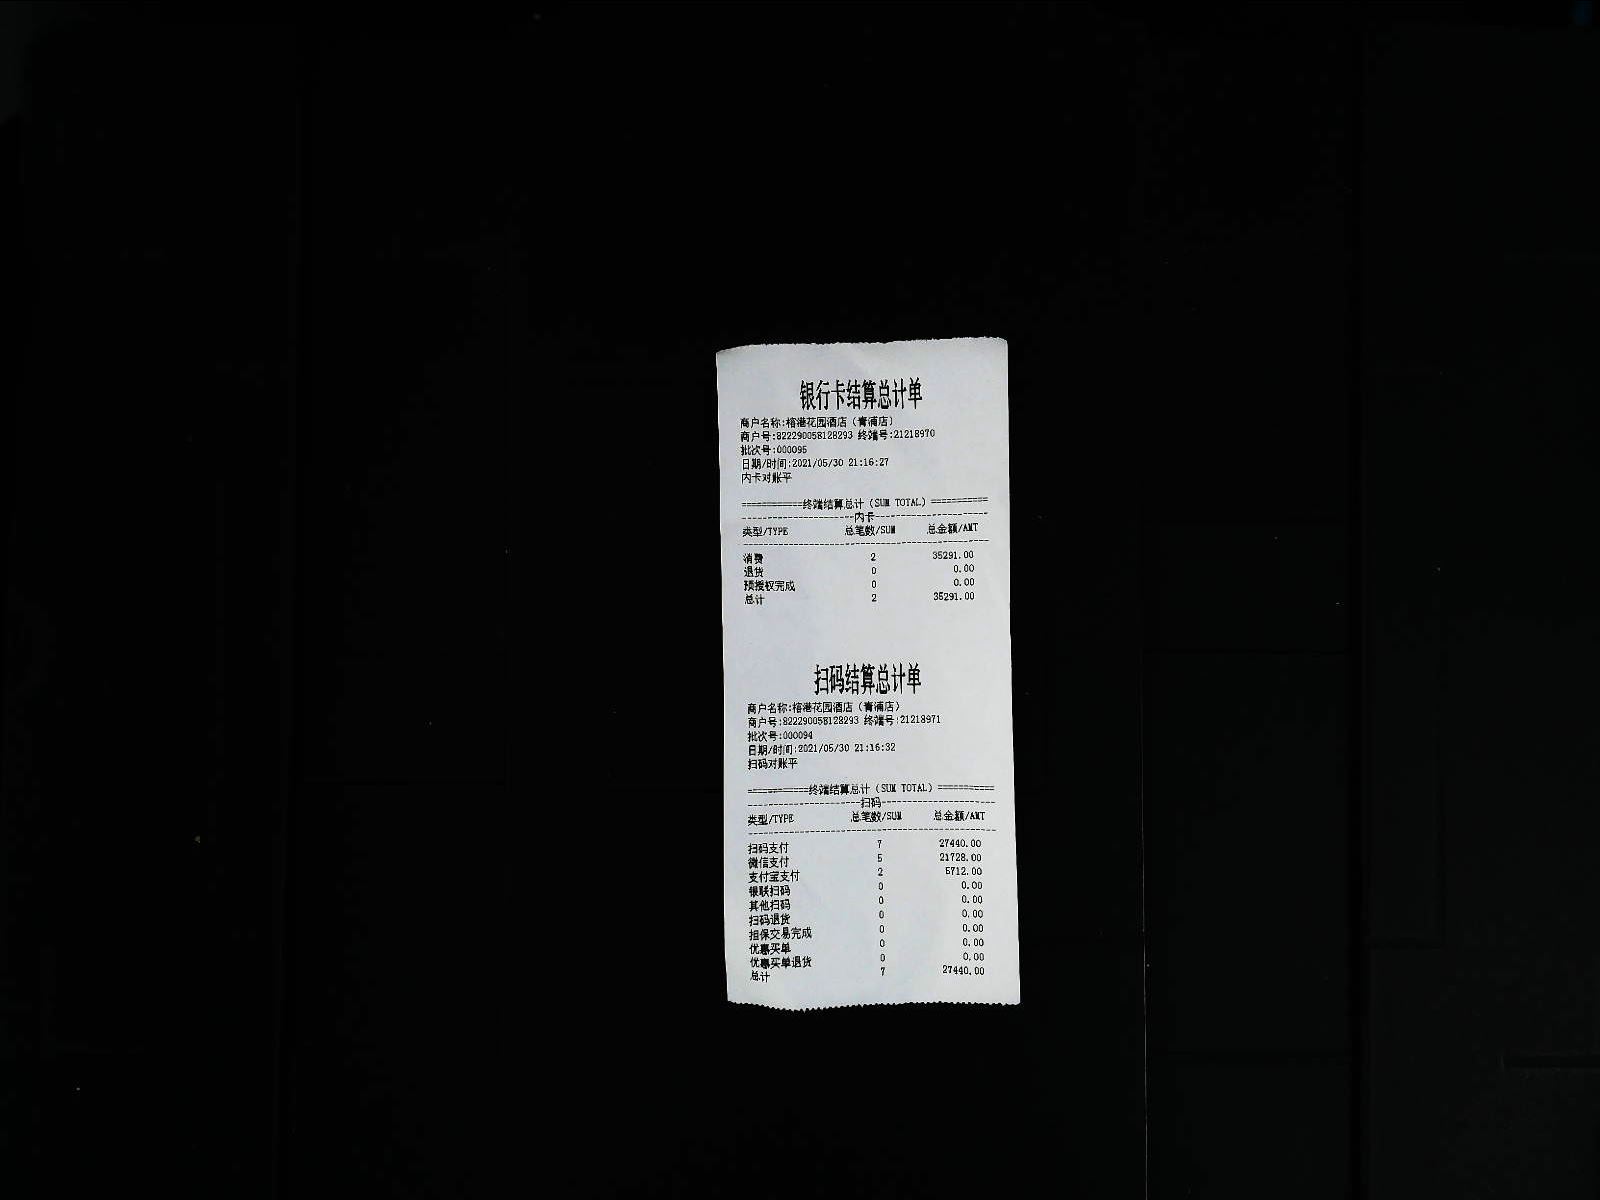 银行卡结算总计单
商户名称:榕港花园酒店（青浦店）
商户号:82229005B128293 终端号:21218970
批次号:000095
日期/时间:2021/05/30 21:16:27
内卡对账平
============终端结算总计（SUM TOTAL）===========
----------------------内卡----------------------
类型/TYPE 总笔数/SUM 总金额/AMT
------------------------------------------------
消费 2 35291.00
退货 0 0.00
预授权完成 0 0.00
总计 2 35291.00
扫码结算总计单
商户名称:榕港花园酒店（青浦店）
商户号:82229005B128293 终端号:21218971
批次号:000094
日期/时间:2021/05/30 21:16:32
扫码对账平
============终端结算总计（SUM TOTAL）===========
----------------------扫码----------------------
类型/TYPE 总笔数/SUM 总金额/AMT
------------------------------------------------
扫码支付 7 27440.00
微信支付 5 21728.00
支付宝支付 2 5712.00
银联扫码 0 0.00
其他扫码 0 0.00
扫码退货 0 0.00
担保交易完成 0 0.00
优惠买单 0 0.00
优惠买单退货 0 0.00
总计 7 27440.00